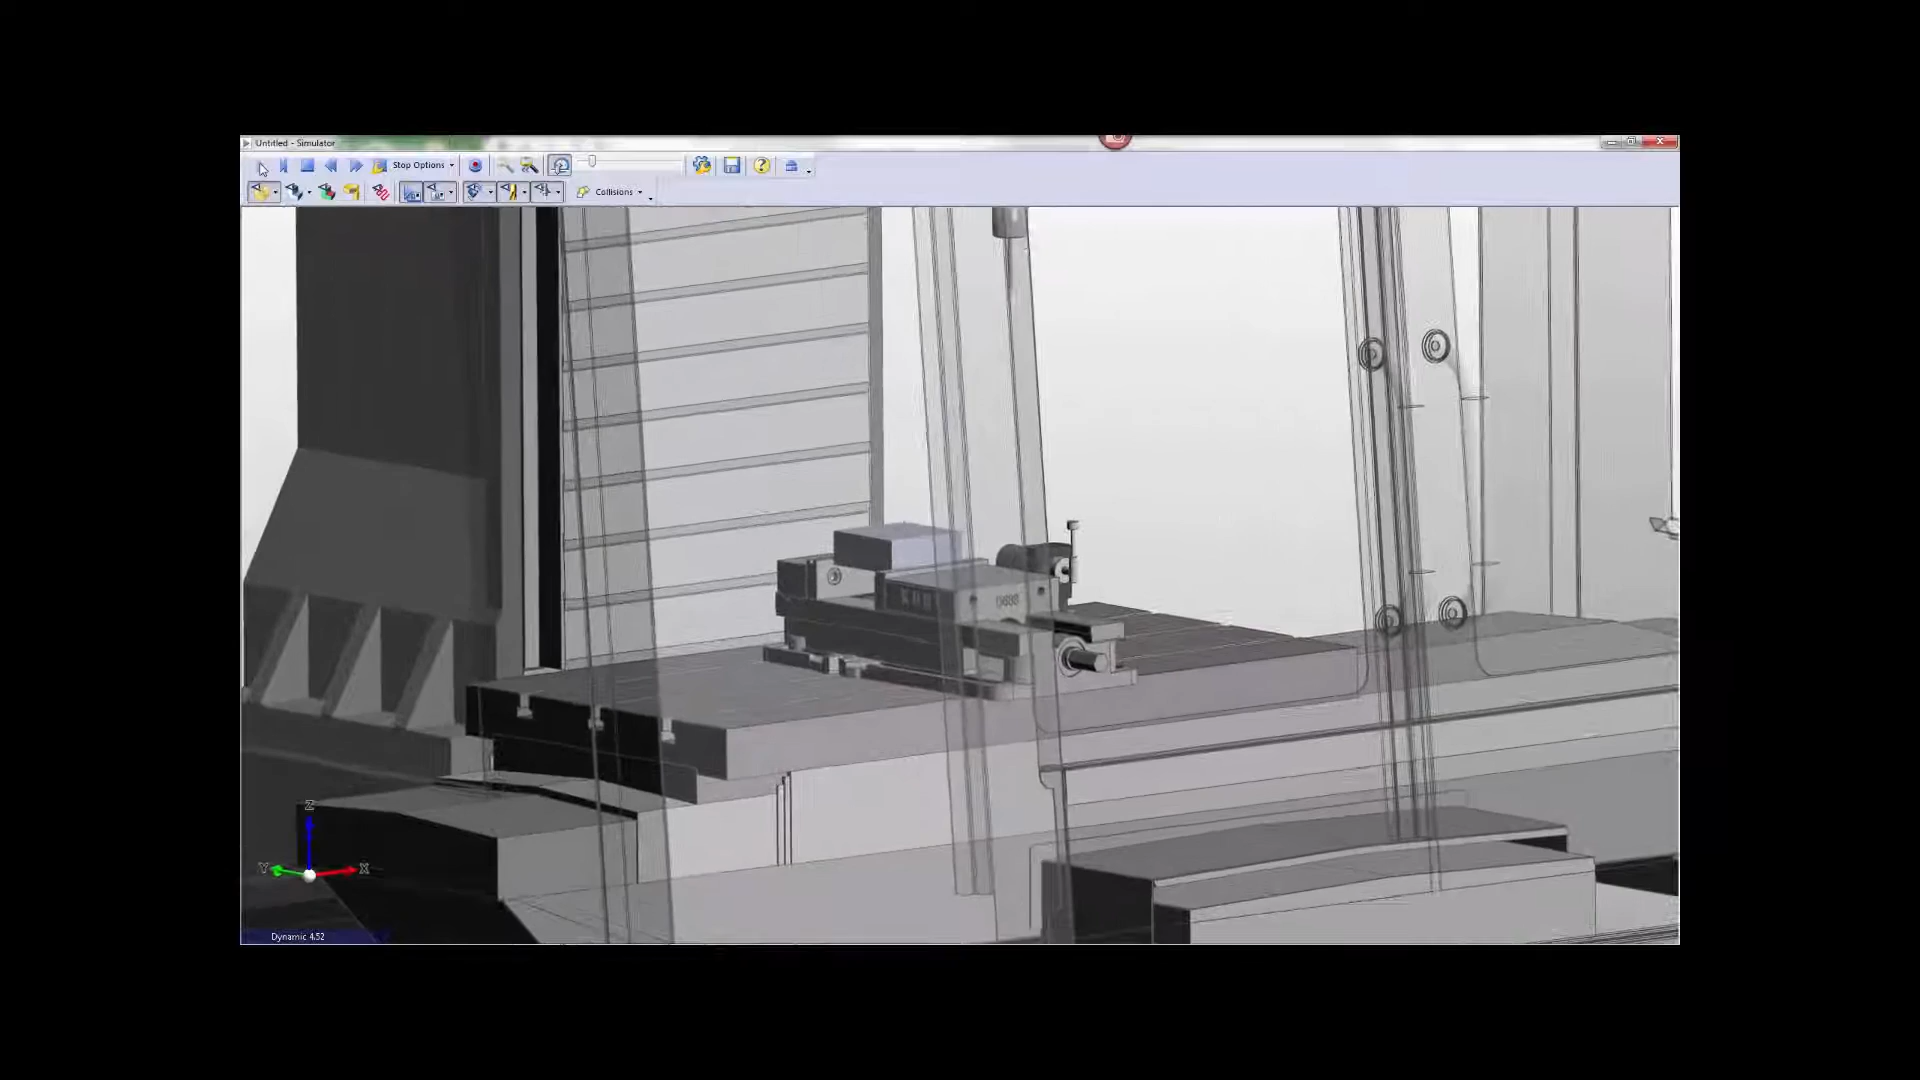 Untitled - Simulator
Stop Options
Collisions
Z
Y
X
Dynamic 4.52